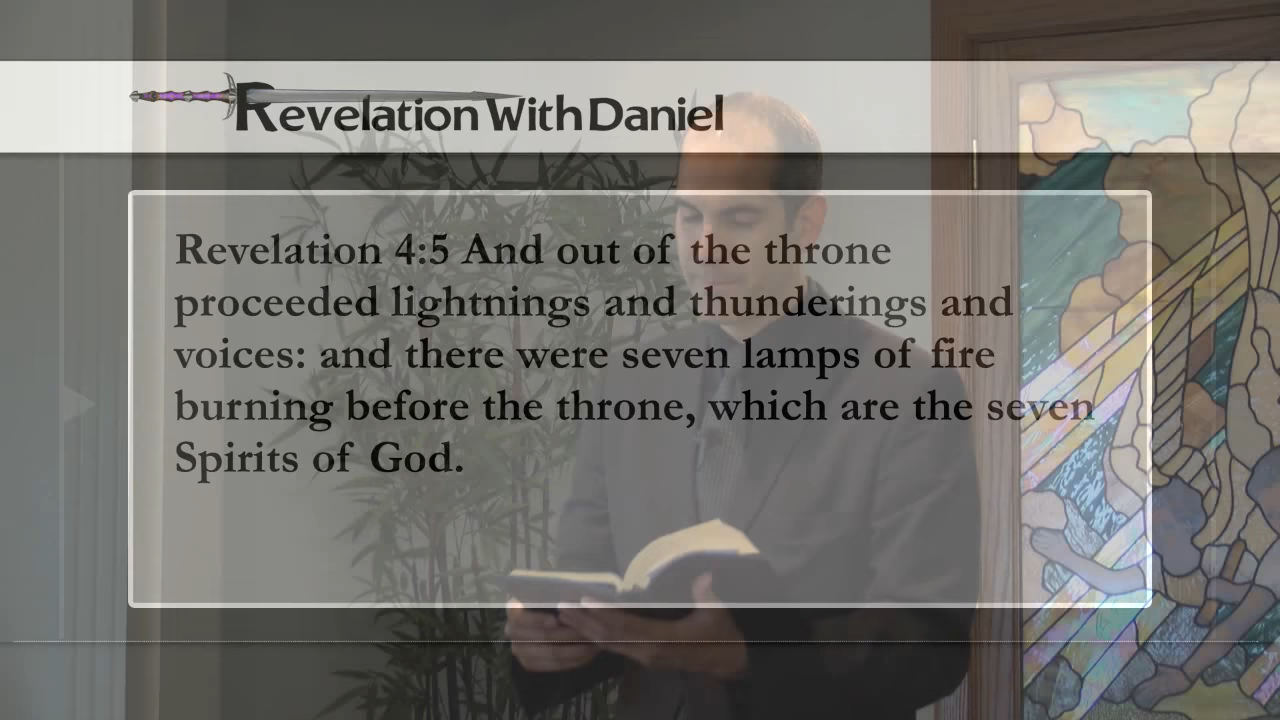 Revelation With Daniel
Revelation 4:5 And out of the throne
proceeded lightnings and thunderings and
voices: and there were seven lamps of fire
burning before the throne, which are the seven
Spirits of God.